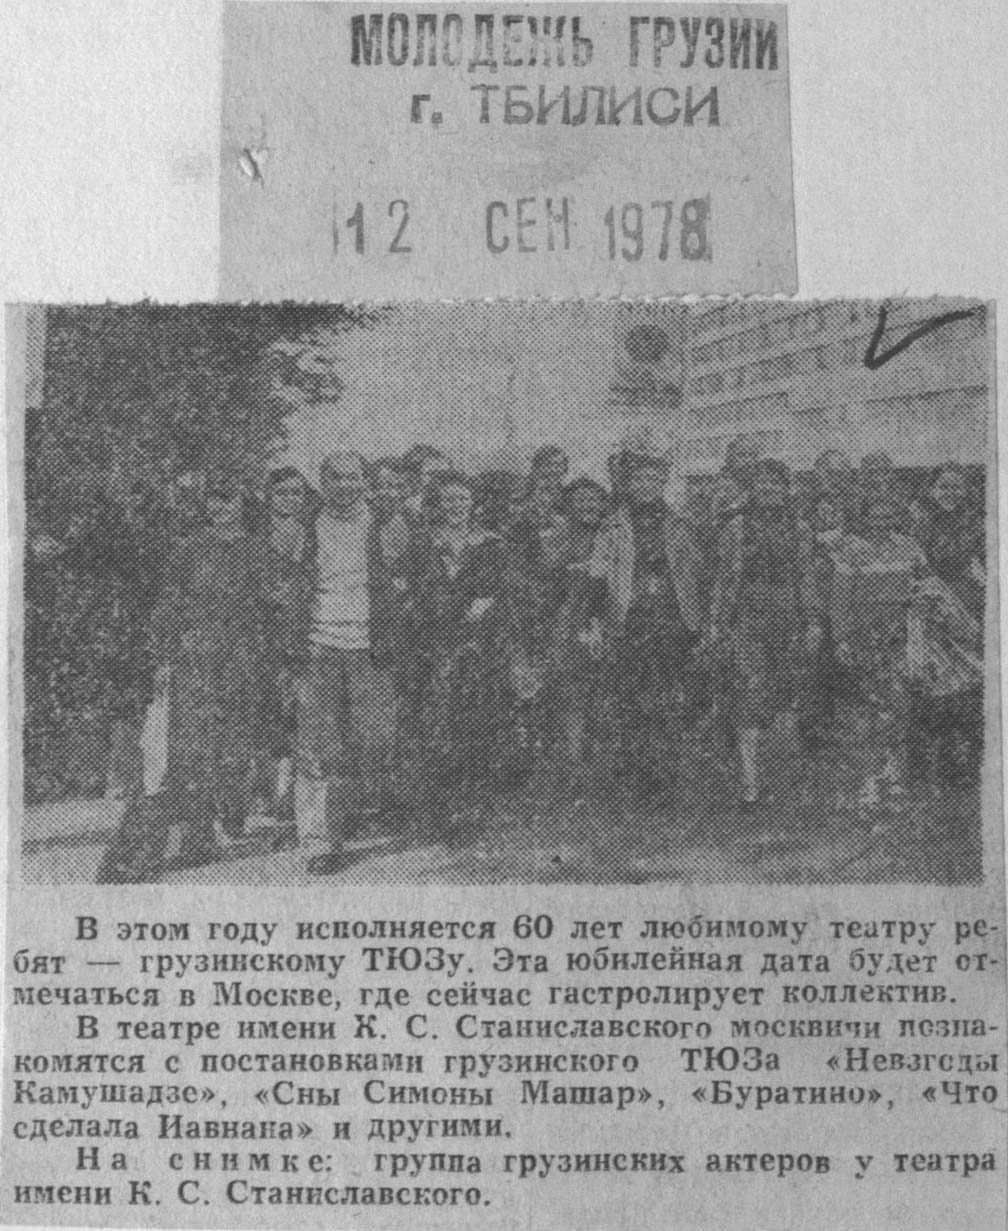 МОЛОДЕЖЬ ГРУЗИИ
г. ТБИЛИСИ
12 СЕН 1978
В этом году исполняется 60 лет любимому театру ре-
бят — грузинскому ТЮЗу. Эта юбилейная дата будет от-
мечаться в Москве, где сейчас гастролирует коллектив.
В театре имени К. С. Станиславского москвичи позна-
комятся с постановками грузинского ТЮЗа «Невзгоды
Камушадзе», «Сны Симоны Машар», «Буратино», «Что
сделала Иавнана» и другими.
На снимке: группа грузинских актеров у театра
имени К. С. Станиславского.